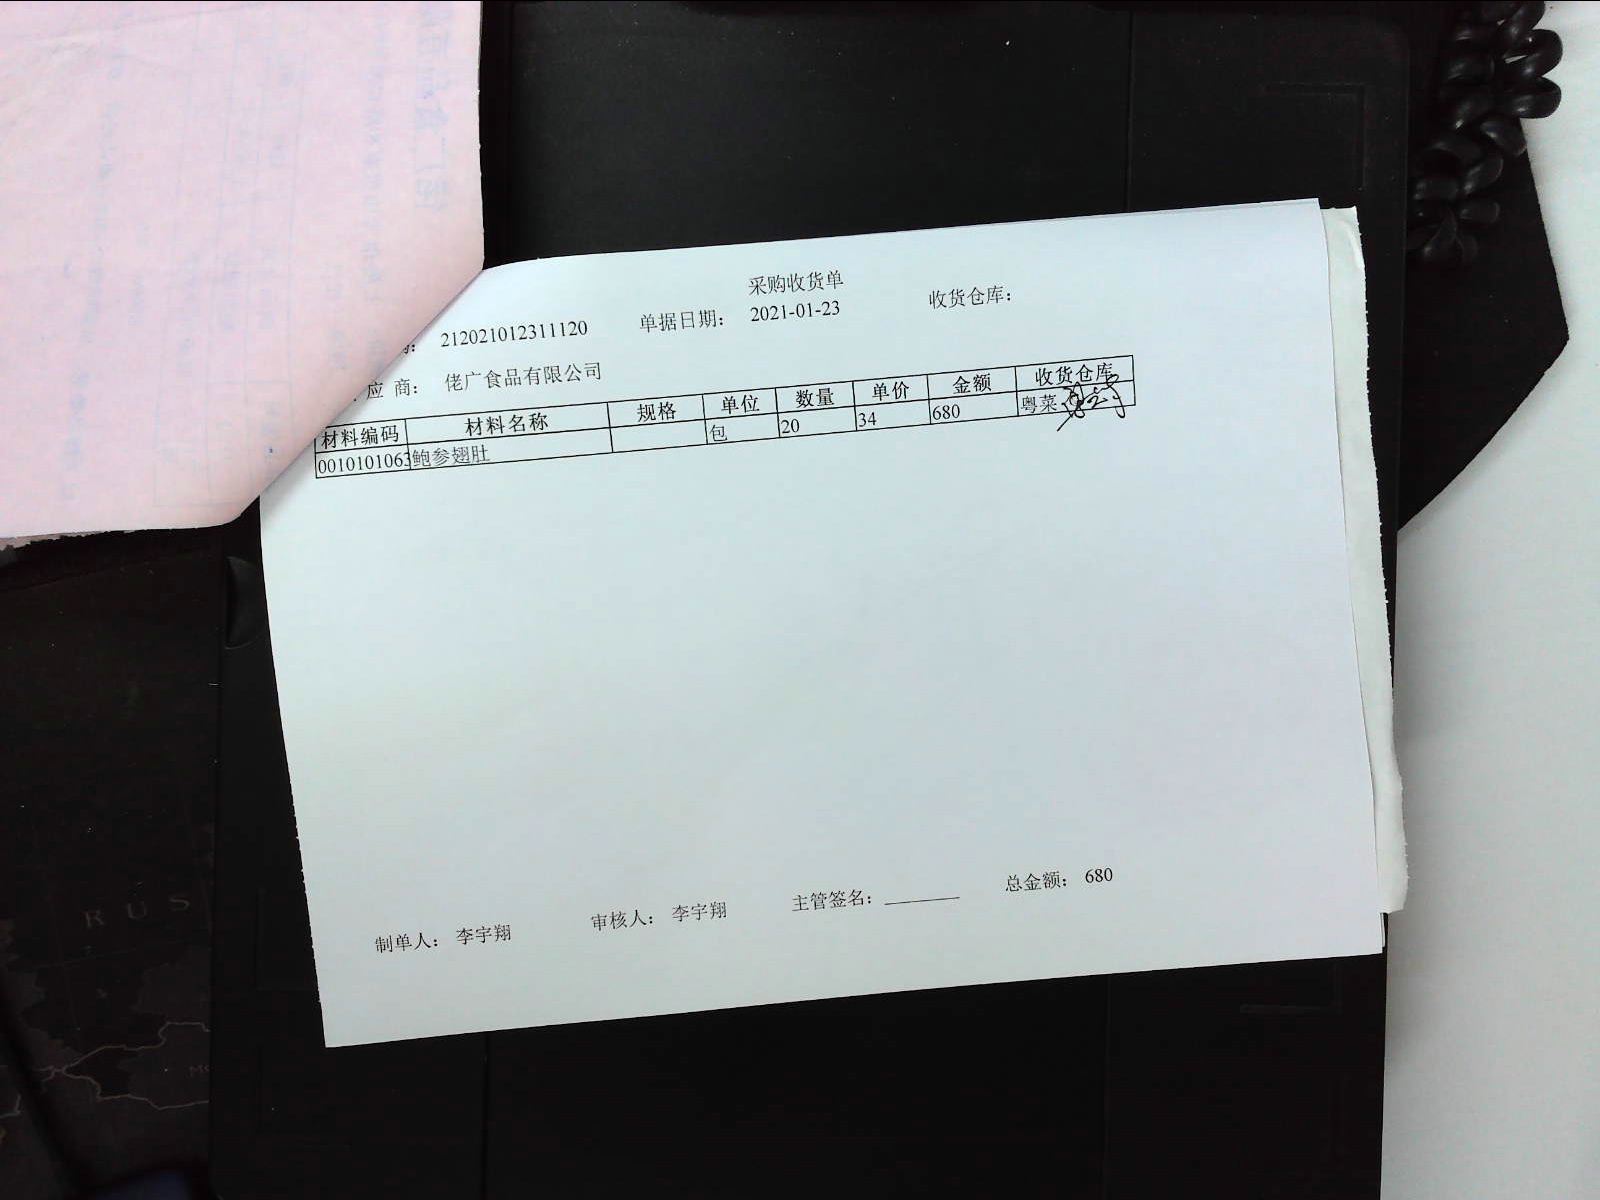 采购收货单
212021012311120 单据日期： 2021-01-23 收货仓库：
应 商： 佬广食品有限公司
材料编码 材料名称 规格 单位 数量 单价 金额 收货仓库
0010101063 鲍参翅肚 包 20 34 680 粤菜
制单人： 李宇翔 审核人： 李宇翔 主管签名： 总金额： 680
RUS